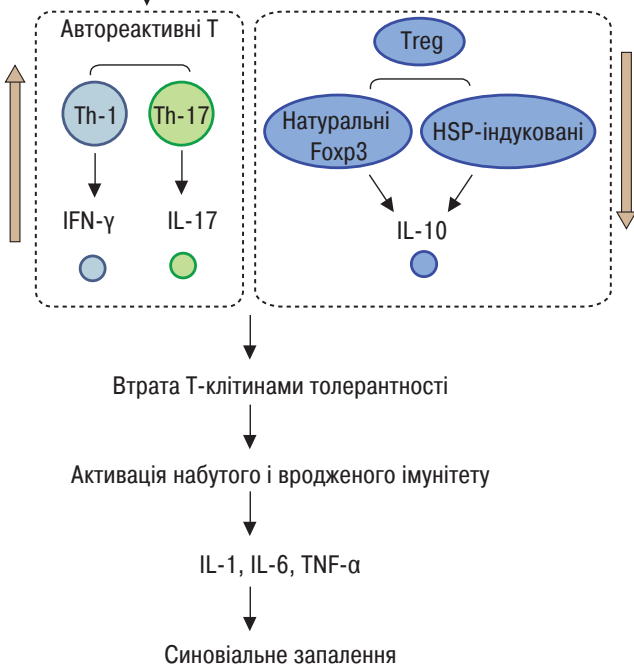 Автореактивні Т
Th-1
Th-17
IFN-γ
IL-17
Treg
Натуральні
Foxp3
HSP-індуковані
IL-10
Втрата Т-клітинами толерантності
Активація набутого і вродженого імунітету
IL-1, IL-6, TNF-α
Синовіальне запалення